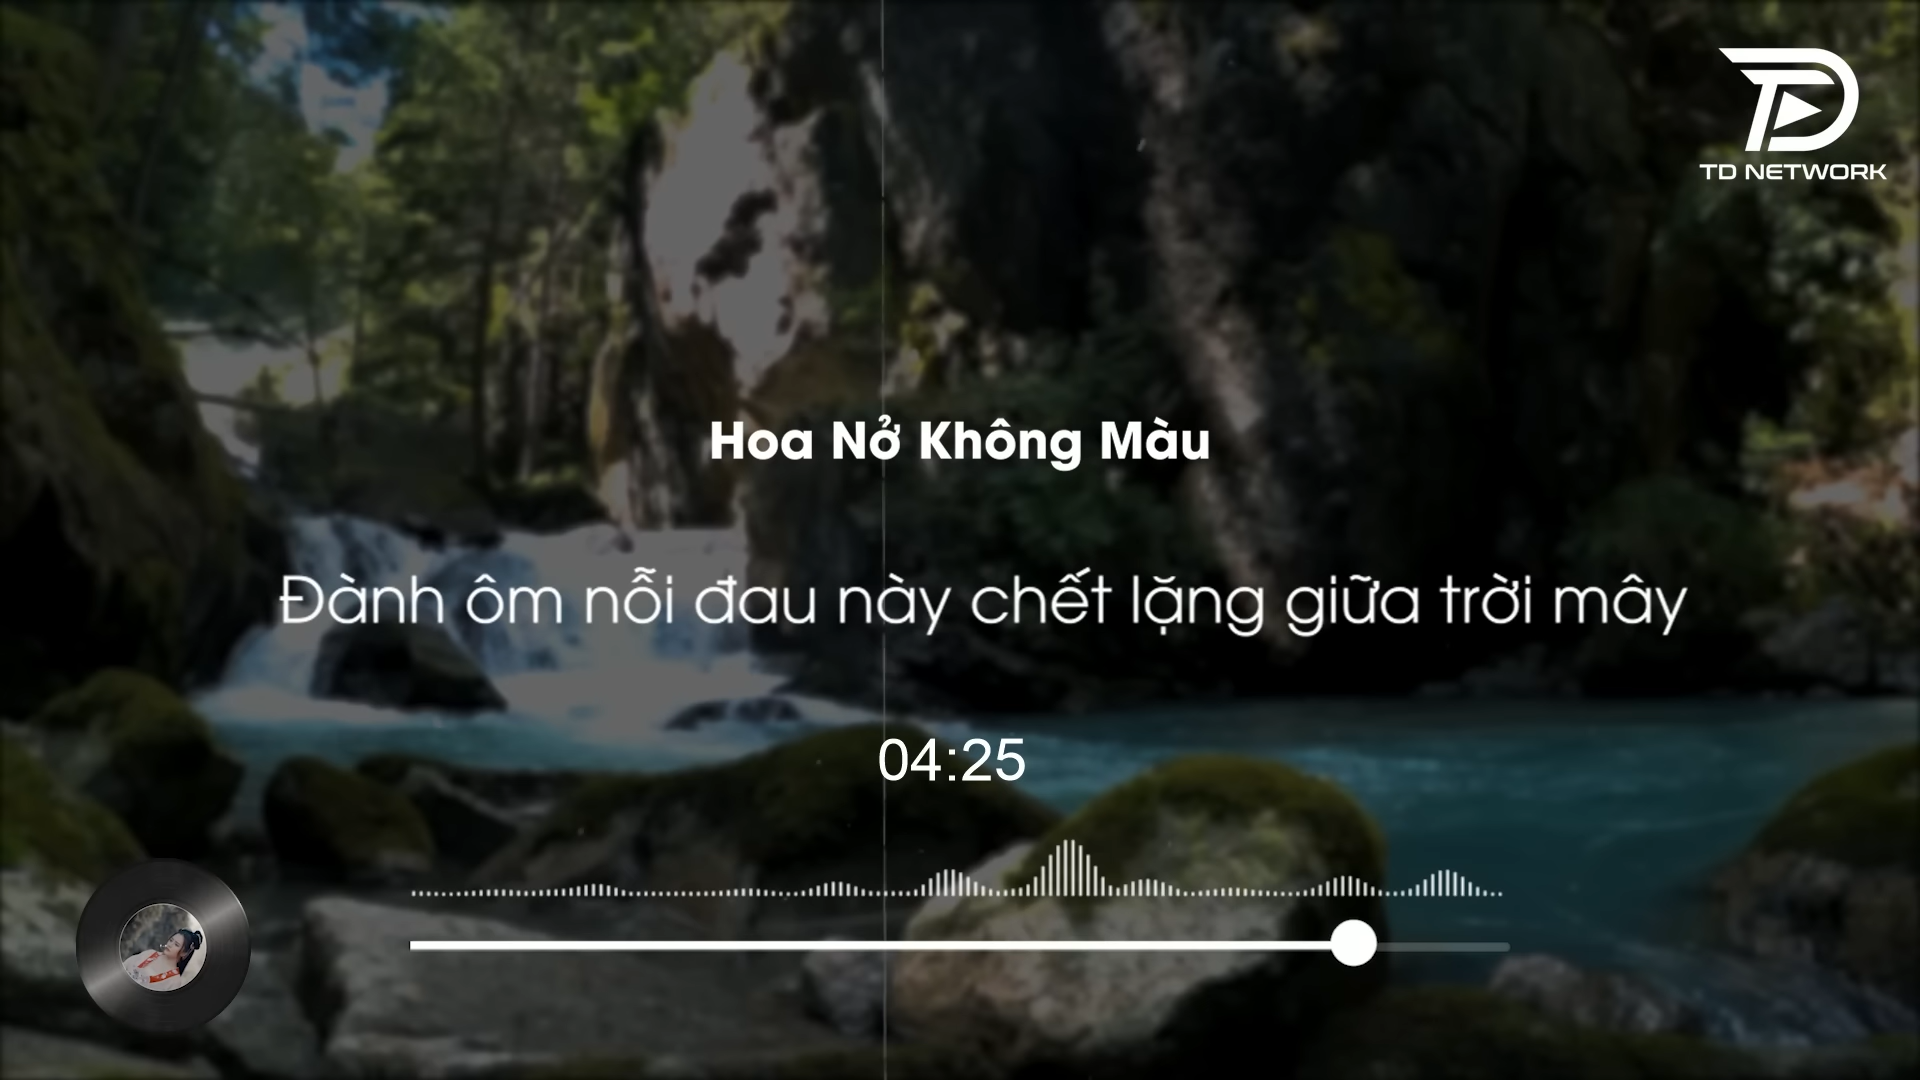 TD NETWORK
Hoa Nở Không Màu
Đành ôm nỗi đau này chết lặng giữa trời mây
04:25